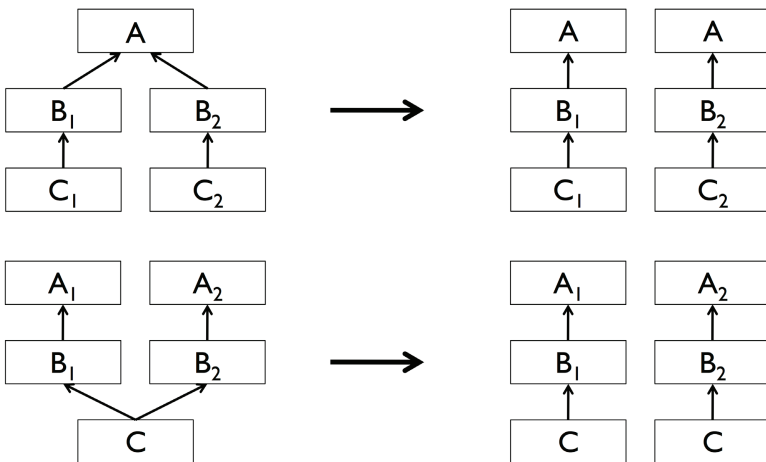 A A A
B₁ B₂ B₁ B₂
C₁ C₂ C₁ C₂
A₁ A₂ A₁ A₂
B₁ B₂ B₁ B₂
C C C